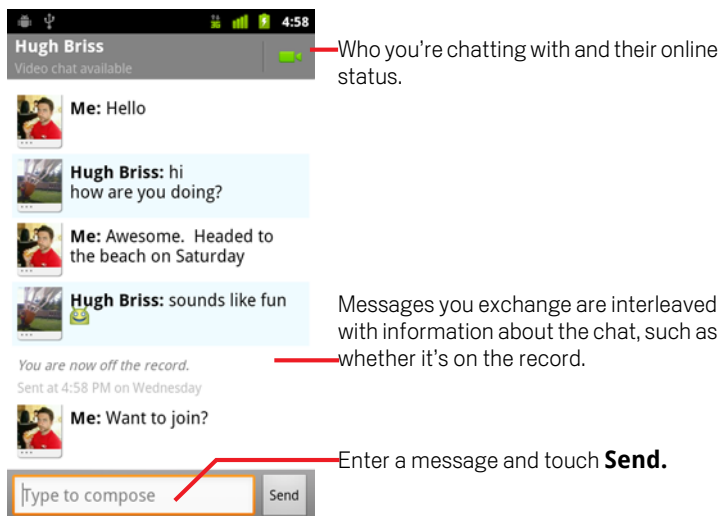 3G 4:58
Hugh Briss
Video chat available
Who you're chatting with and their online
status.
Me: Hello
Hugh Briss: hi
how are you doing?
Me: Awesome. Headed to
the beach on Saturday
Hugh Briss: sounds like fun
Messages you exchange are interleaved
with information about the chat, such as
whether it's on the record.
You are now off the record.
Sent at 4:58 PM on Wednesday
Me: Want to join?
Enter a message and touch Send.
Type to compose
Send